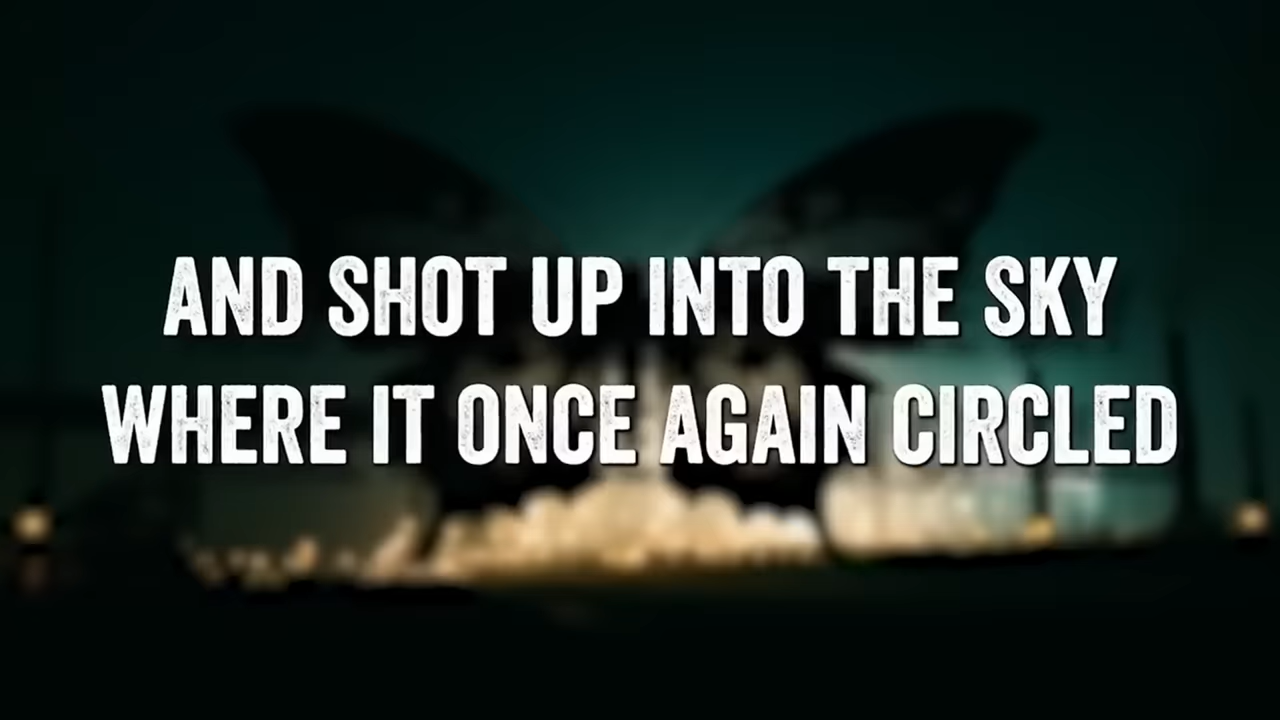 AND SHOT UP INTO THE SKY
WHERE IT ONCE AGAIN CIRCLED